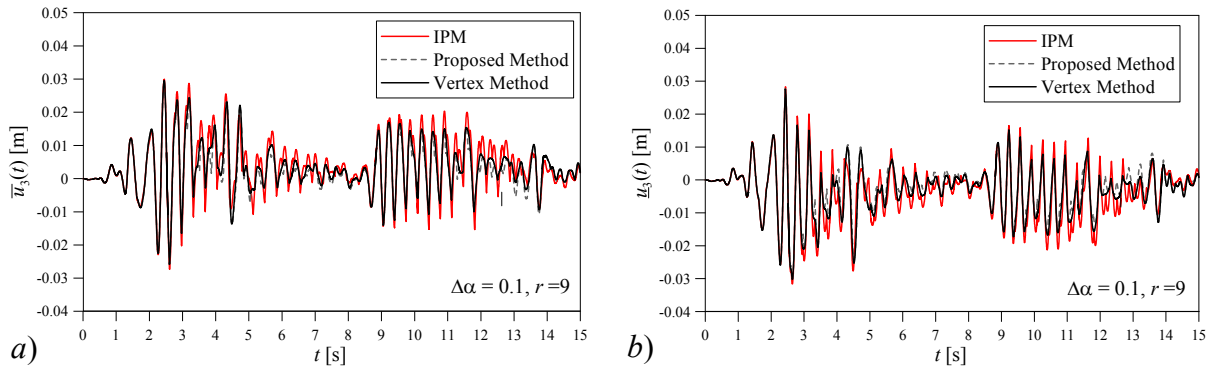 0.05
0.04
0.03
0.02
0.01
0
-0.01
-0.02
-0.03
-0.04
u̅₃(t) [m]
IPM
Proposed Method
Vertex Method
Δα = 0.1, r =9
0 1 2 3 4 5 6 7 8 9 10 11 12 13 14 15
t [s]
a)
0.05
0.04
0.03
0.02
0.01
0
-0.01
-0.02
-0.03
-0.04
u̲₃(t) [m]
IPM
Proposed Method
Vertex Method
Δα = 0.1, r =9
0 1 2 3 4 5 6 7 8 9 10 11 12 13 14 15
t [s]
b)